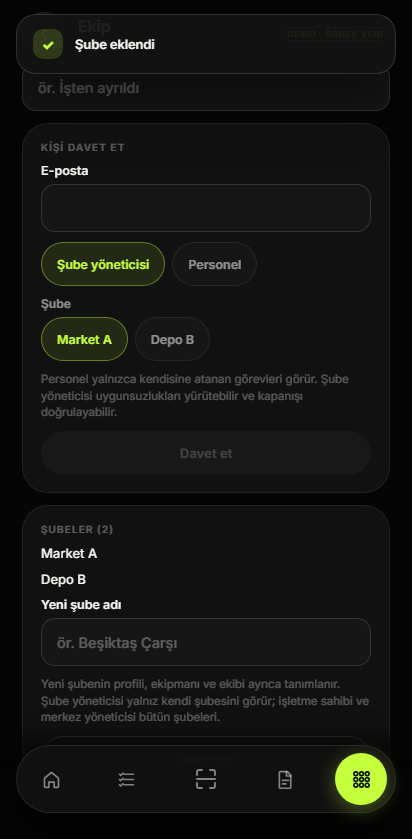 Ekip
DEMO · ÖRNEK VERİ
Şube eklendi
ör. İşten ayrıldı
KİŞİ DAVET ET
E-posta
Şube yöneticisi
Personel
Şube
Market A
Depo B
Personel yalnızca kendisine atanan görevleri görür. Şube
yöneticisi uygunsuzlukları yürütebilir ve kapanışı
doğrulayabilir.
Davet et
ŞUBELER (2)
Market A
Depo B
Yeni şube adı
ör. Beşiktaş Çarşı
Yeni şubenin profili, ekipmanı ve ekibi ayrıca tanımlanır.
Şube yöneticisi yalnız kendi şubesini görür; işletme sahibi ve
merkez yöneticisi bütün şubeleri.